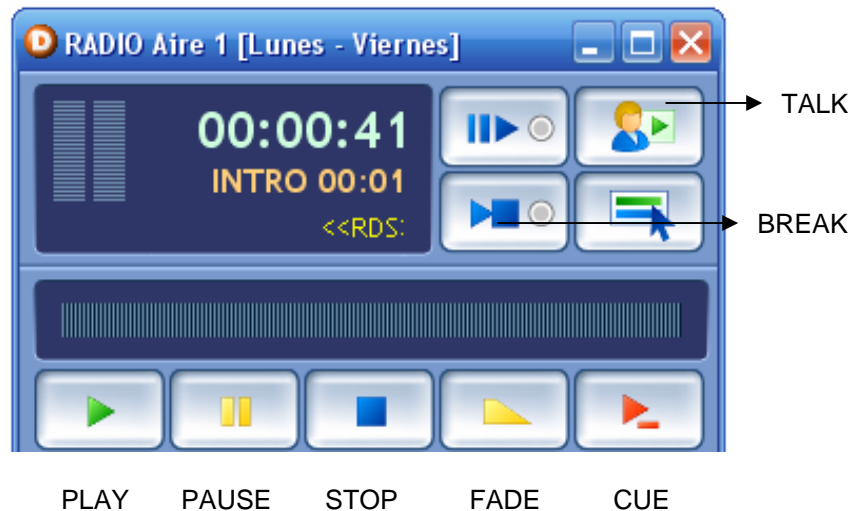 D RADIO Aire 1 [Lunes - Viernes]
00:00:41
INTRO 00:01
<<RDS:
TALK
BREAK
PLAY PAUSE STOP FADE CUE